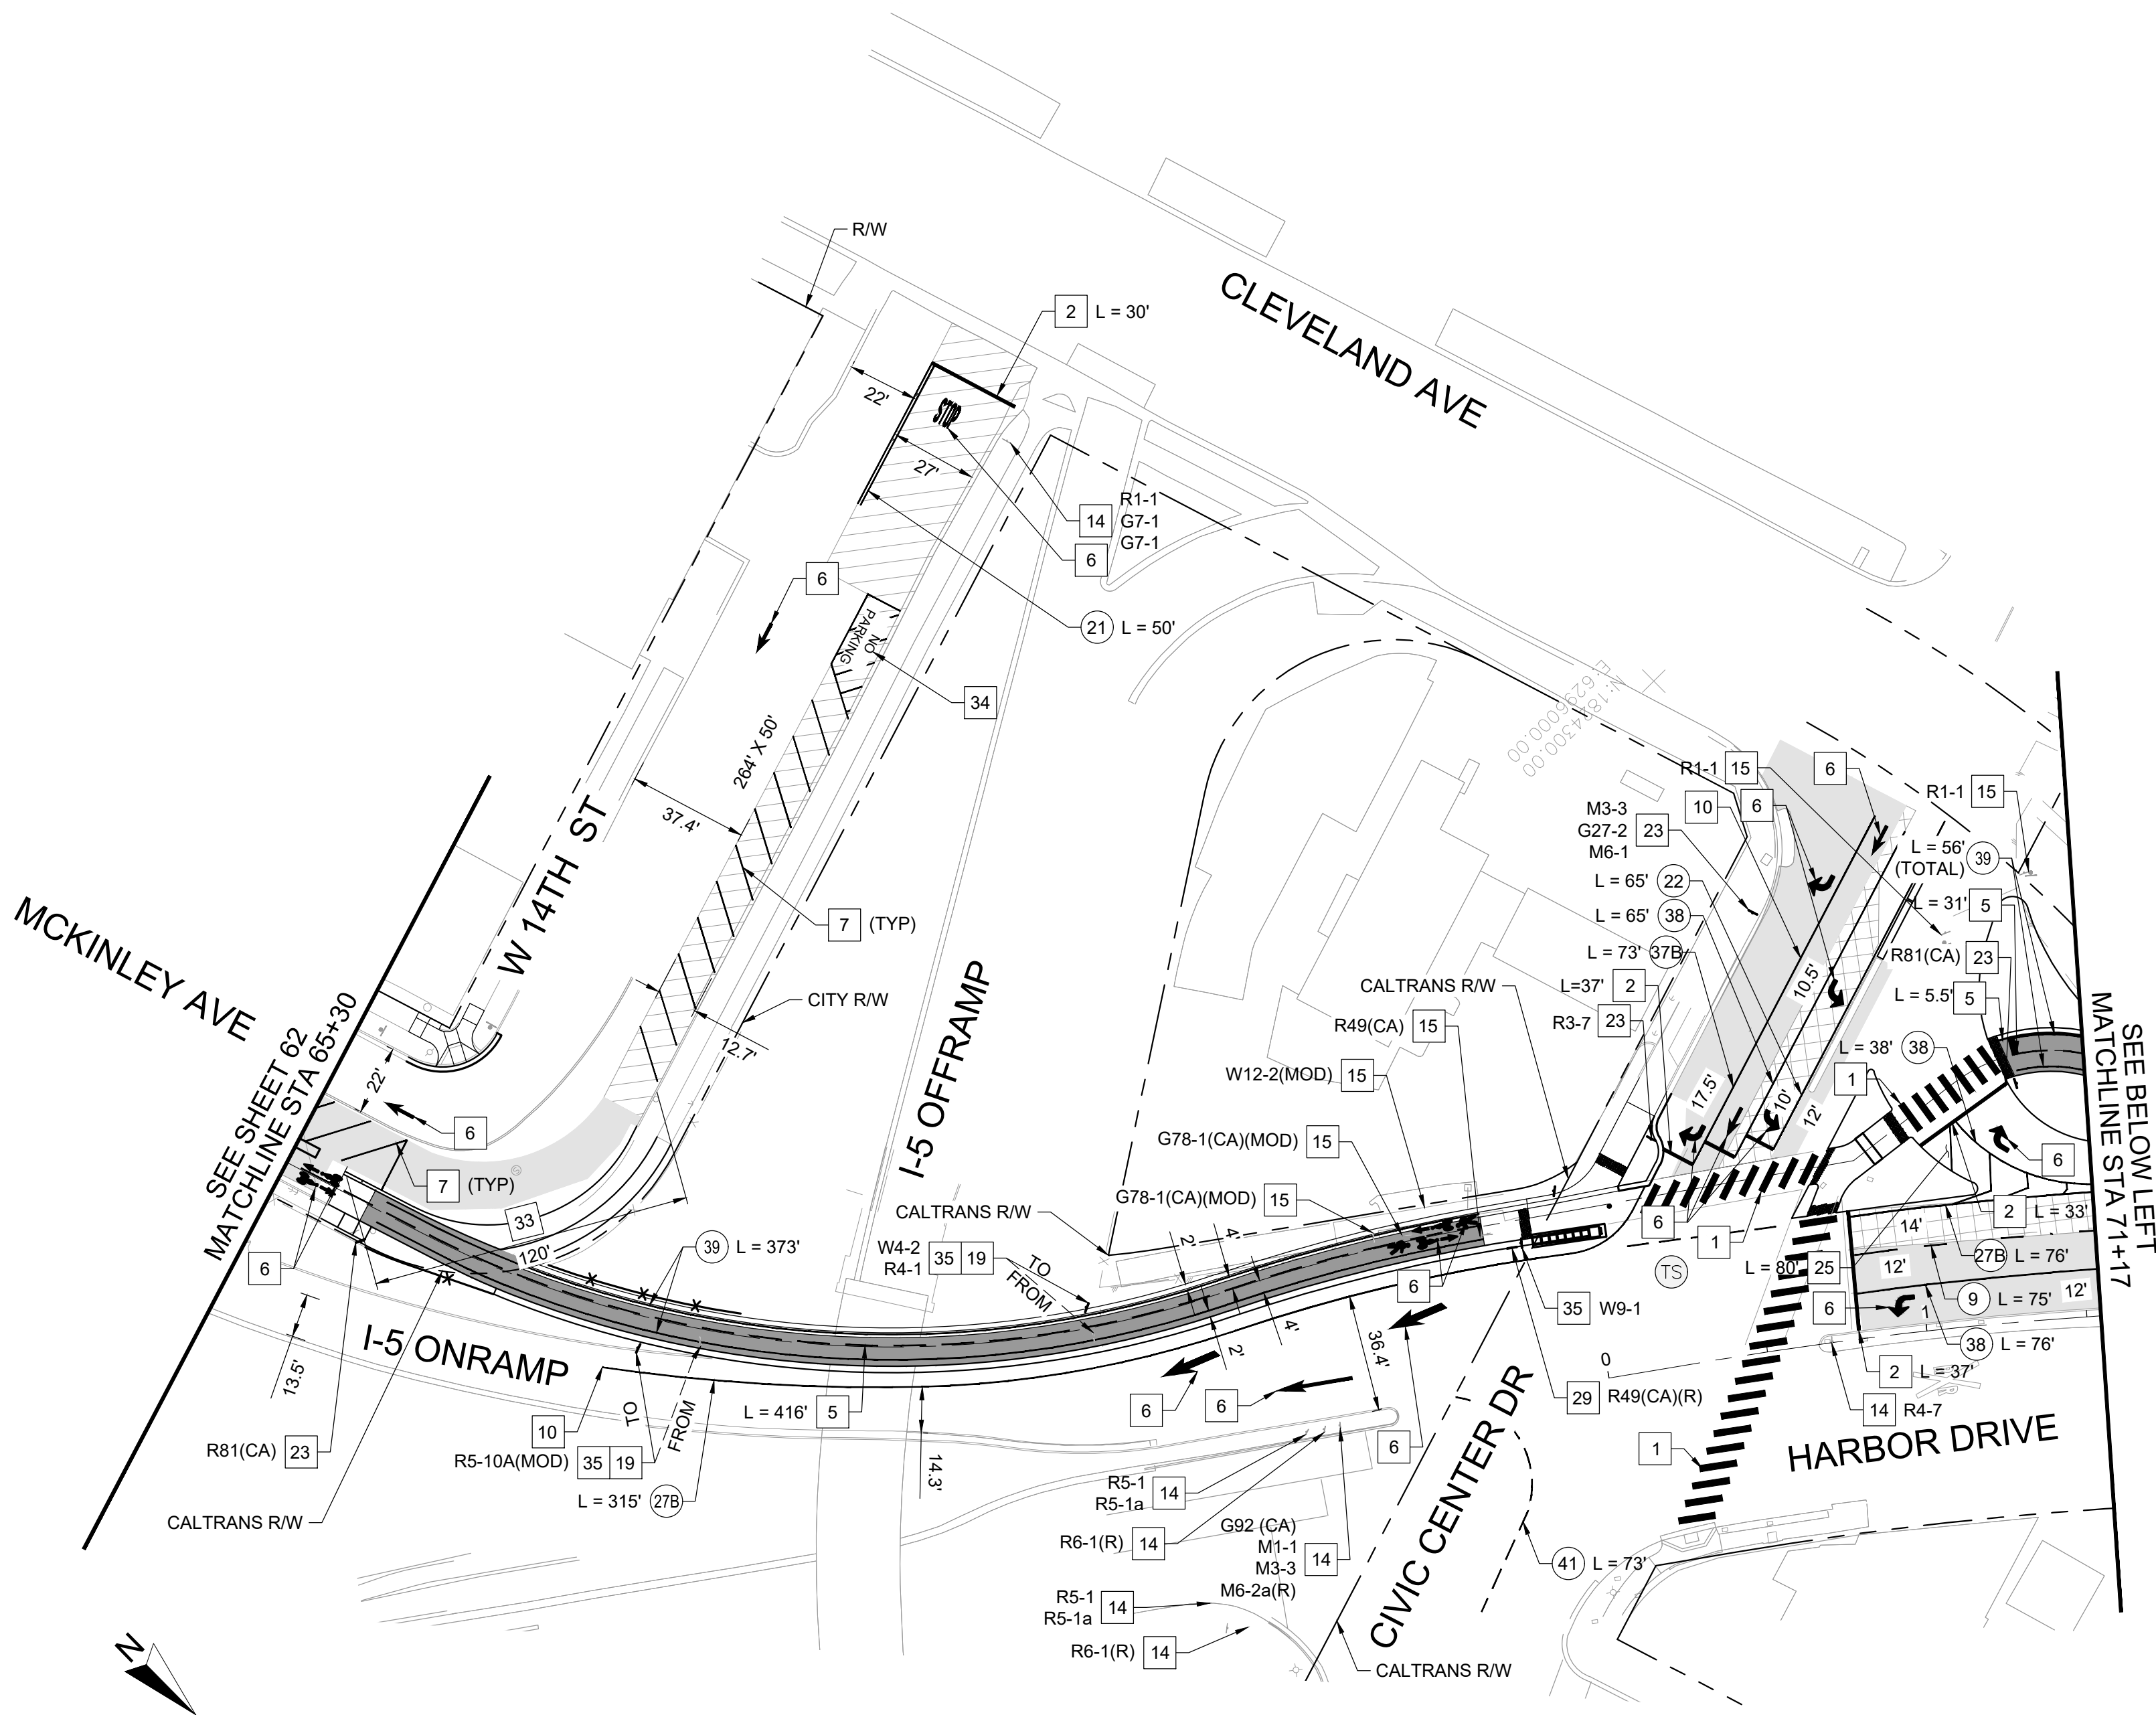 R/W
2 L = 30'
CLEVELAND AVE
22'
STOP
27'
R1-1
14 G7-1
G7-1
6
6
21 L = 50'
NO
PARKING
34
N:1824300.00
E:6296000.00
264' X 50'
37.4'
W 14TH ST
7 (TYP)
MCKINLEY AVE
CITY R/W
12.7'
SEE SHEET 62
MATCHLINE STA 65+30
22'
6
7 (TYP)
33
120'
6
I-5 OFFRAMP
R1-1 15
6
6
10
R1-1 15
M3-3
G27-2 23
M6-1
L = 56'
(TOTAL) 39
L = 65' 22
L = 31' 5
L = 65' 38
L = 73' 37B
R81(CA) 23
CALTRANS R/W
L=37' 2
10.5'
L = 5.5' 5
R49(CA) 15
R3-7 23
L = 38' 38
W12-2(MOD) 15
1
17.5'
10'
12'
SEE BELOW LEFT
MATCHLINE STA 71+17
G78-1(CA)(MOD) 15
6
G78-1(CA)(MOD) 15
CALTRANS R/W
2 L = 33'
6
1
14'
39 L = 373'
W4-2
R4-1 35 19
TO
FROM
2'
4'
6
TS
L = 80' 25
12'
27B L = 76'
12'
35 W9-1
6
1
9 L = 75'
I-5 ONRAMP
13.5'
4'
2'
36.4'
0
38 L = 76'
2 L = 37'
L = 416' 5
6
6
29 R49(CA)(R)
14 R4-7
TO
FROM
10
R5-10A(MOD) 35 19
R81(CA) 23
6
1
HARBOR DRIVE
14.3'
L = 315' 27B
CALTRANS R/W
R5-1
R5-1a 14
R6-1(R) 14
G92 (CA)
M1-1
M3-3 14
M6-2a(R)
41 L = 73'
CIVIC CENTER DR
R5-1
R5-1a 14
R6-1(R) 14
CALTRANS R/W
N